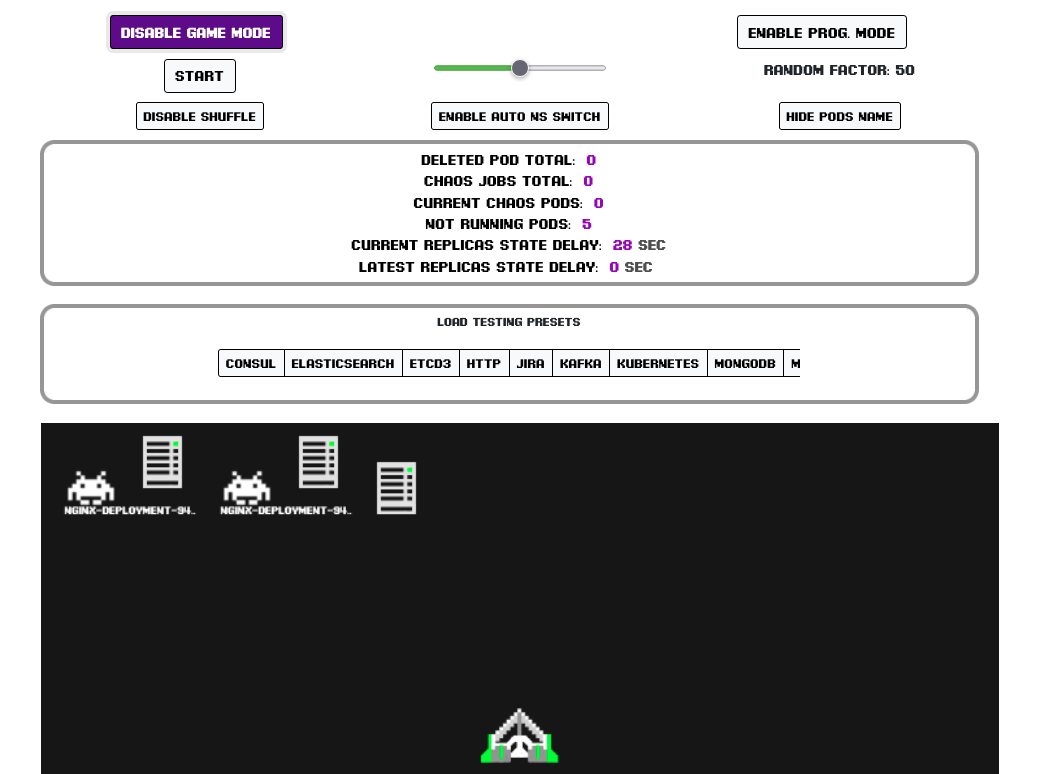 DISABLE GAME MODE
ENABLE PROG. MODE
START
RANDOM FACTOR: 50
DISABLE SHUFFLE
ENABLE AUTO NS SWITCH
HIDE PODS NAME
DELETED POD TOTAL: 0
CHAOS JOBS TOTAL: 0
CURRENT CHAOS PODS: 0
NOT RUNNING PODS: 5
CURRENT REPLICAS STATE DELAY: 28 SEC
LATEST REPLICAS STATE DELAY: 0 SEC
LOAD TESTING PRESETS
CONSUL ELASTICSEARCH ETCD3 HTTP JIRA KAFKA KUBERNETES MONGODB M
NGINX-DEPLOYMENT-94.. NGINX-DEPLOYMENT-94..